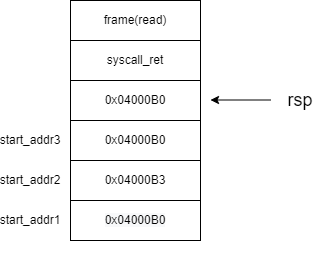 frame(read)
syscall_ret
0x04000B0
rsp
start_addr3
0x04000B0
start_addr2
0x04000B3
start_addr1
0x04000B0